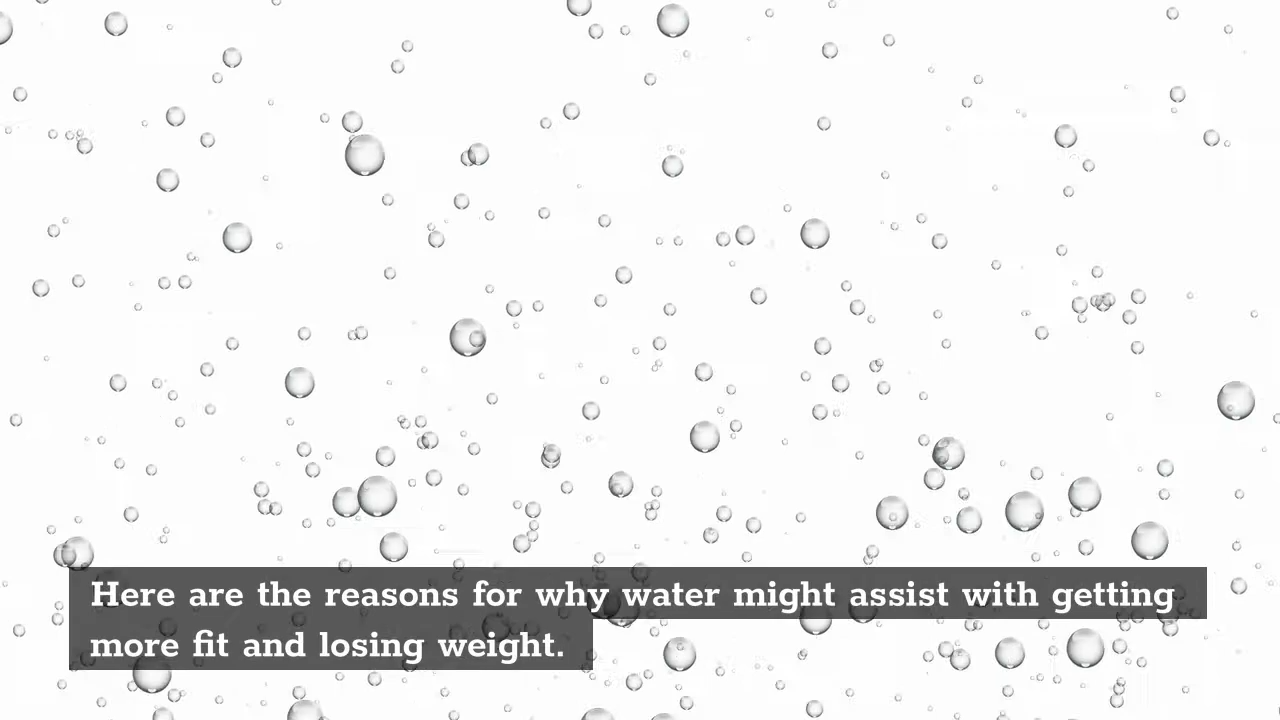 Here are the reasons for why water might assist with getting
more fit and losing weight.